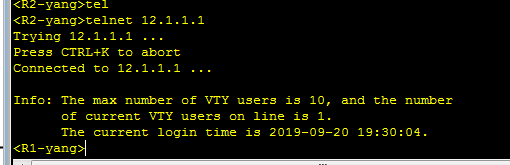 <R2-yang>tel
<R2-yang>telnet 12.1.1.1
Trying 12.1.1.1 ...
Press CTRL+K to abort
Connected to 12.1.1.1 ...
Info: The max number of VTY users is 10, and the number
of current VTY users on line is 1.
The current login time is 2019-09-20 19:30:04.
<R1-yang>